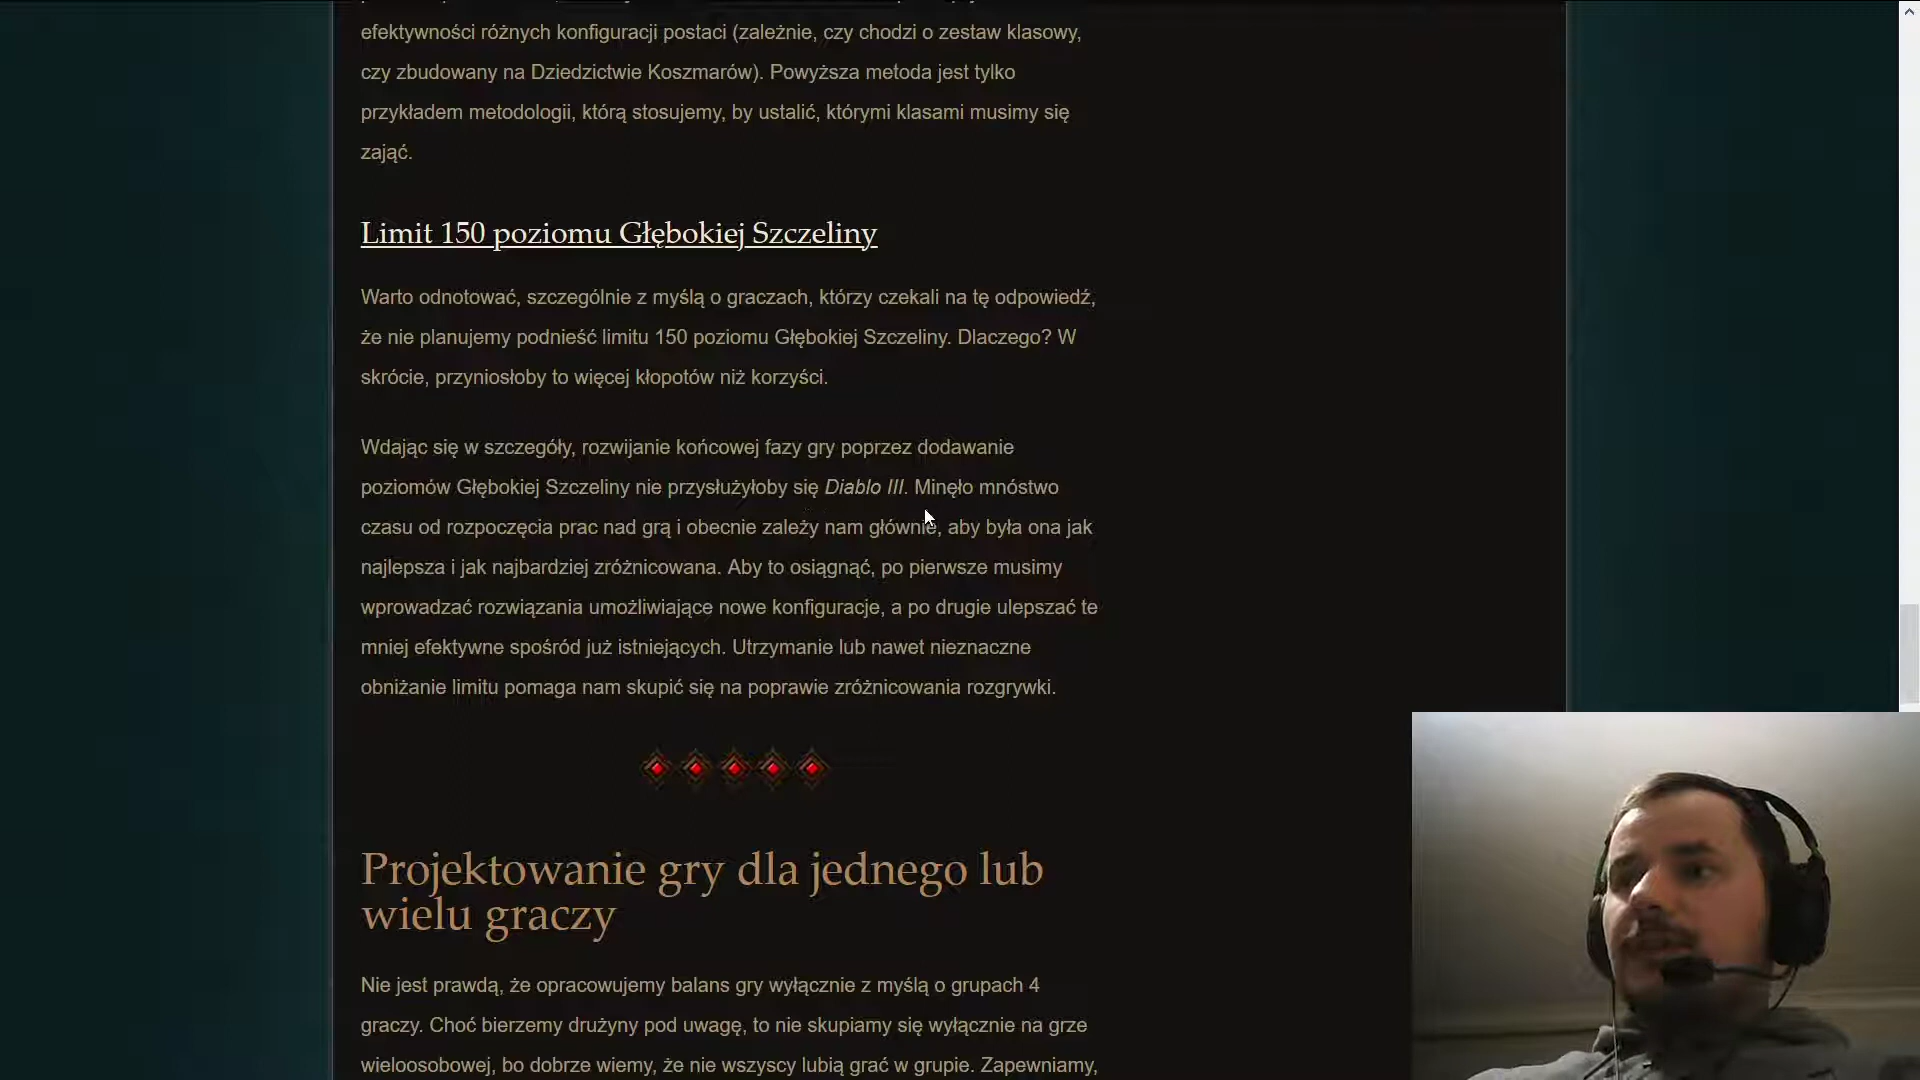 efektywności różnych konfiguracji postaci (zależnie, czy chodzi o zestaw klasowy,
czy zbudowany na Dziedzictwie Koszmarów). Powyższa metoda jest tylko
przykładem metodologii, którą stosujemy, by ustalić, którymi klasami musimy się
zająć.
Limit 150 poziomu Głębokiej Szczeliny
Warto odnotować, szczególnie z myślą o graczach, którzy czekali na tę odpowiedź,
że nie planujemy podnieść limitu 150 poziomu Głębokiej Szczeliny. Dlaczego? W
skrócie, przyniosłoby to więcej kłopotów niż korzyści.
Wdając się w szczegóły, rozwijanie końcowej fazy gry poprzez dodawanie
poziomów Głębokiej Szczeliny nie przysłużyłoby się Diablo III. Minęło mnóstwo
czasu od rozpoczęcia prac nad grą i obecnie zależy nam głównie, aby była ona jak
najlepsza i jak najbardziej zróżnicowana. Aby to osiągnąć, po pierwsze musimy
wprowadzać rozwiązania umożliwiające nowe konfiguracje, a po drugie ulepszać te
mniej efektywne spośród już istniejących. Utrzymanie lub nawet nieznaczne
obniżanie limitu pomaga nam skupić się na poprawie zróżnicowania rozgrywki.
Projektowanie gry dla jednego lub
wielu graczy
Nie jest prawdą, że opracowujemy balans gry wyłącznie z myślą o grupach 4
graczy. Choć bierzemy drużyny pod uwagę, to nie skupiamy się wyłącznie na grze
wieloosobowej, bo dobrze wiemy, że nie wszyscy lubią grać w grupie. Zapewniamy,